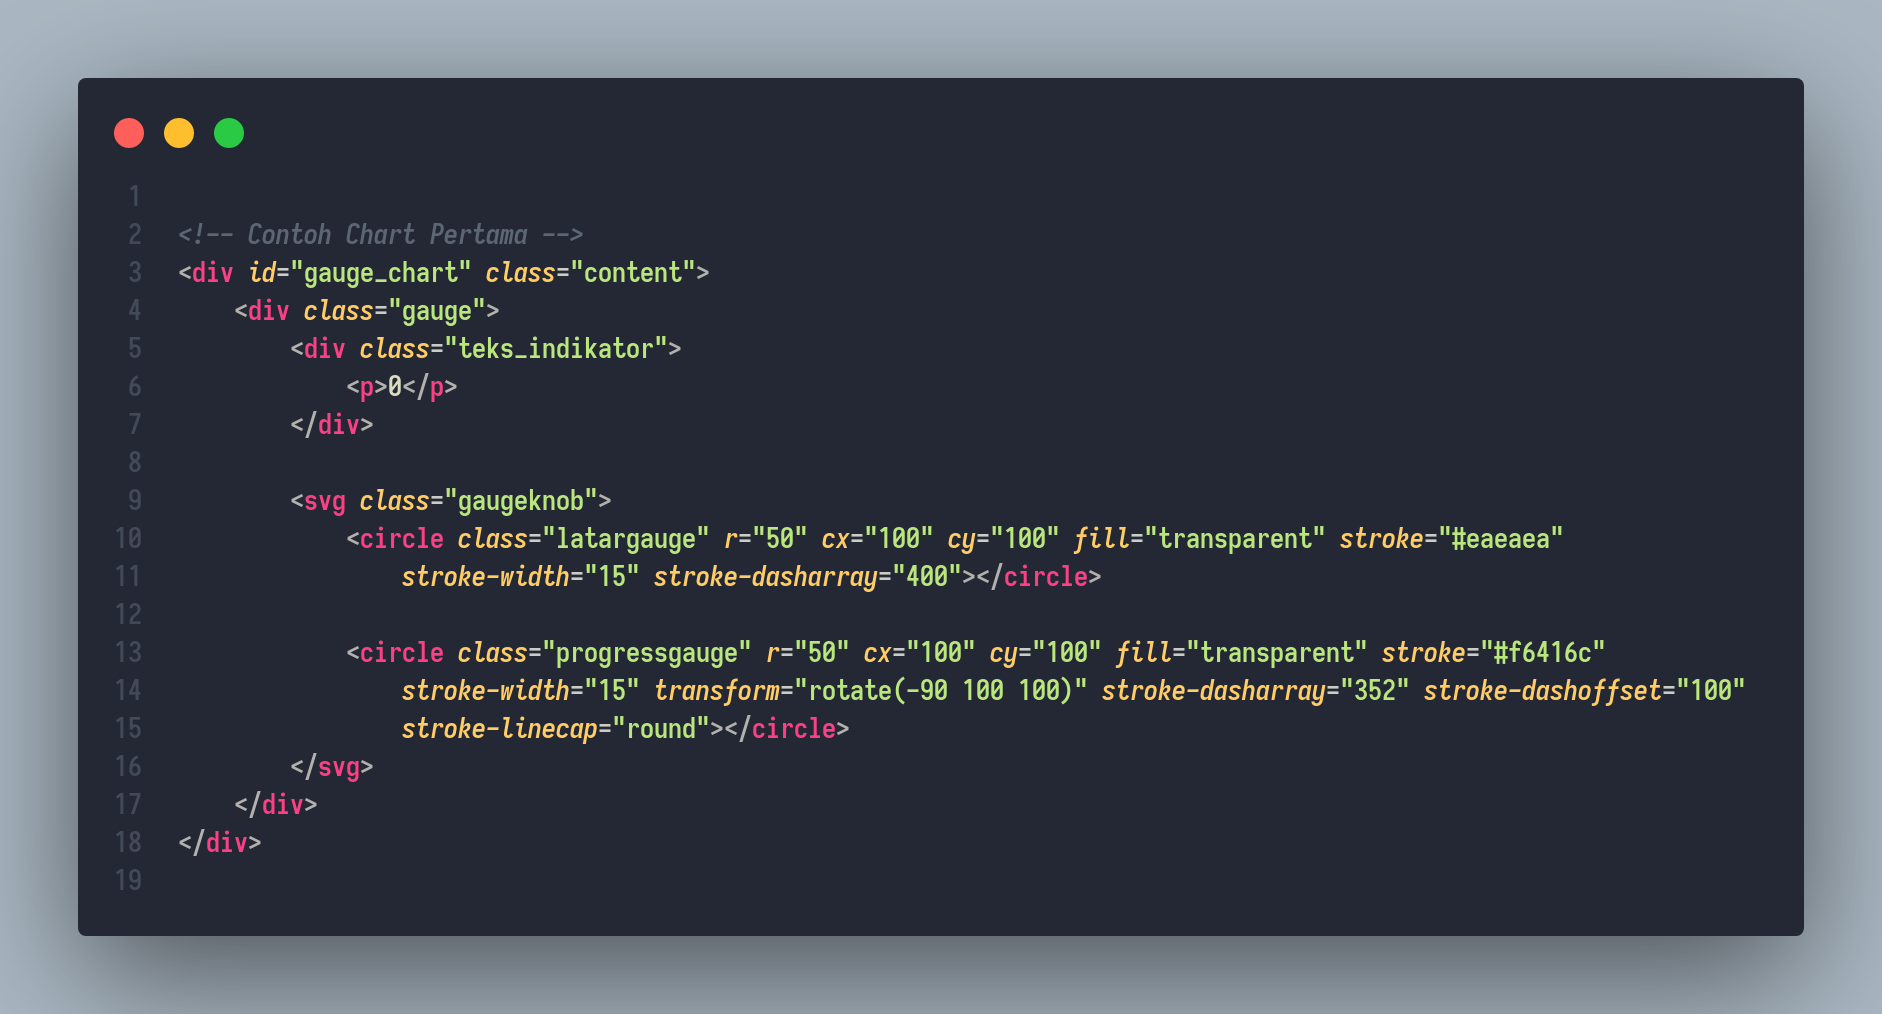 1
2 <!-- Contoh Chart Pertama -->
3 <div id="gauge_chart" class="content">
4     <div class="gauge">
5         <div class="teks_indikator">
6             <p>0</p>
7         </div>
8
9         <svg class="gaugeknob">
10             <circle class="latargauge" r="50" cx="100" cy="100" fill="transparent" stroke="#eaeaea"
11                 stroke-width="15" stroke-dasharray="400"></circle>
12
13             <circle class="progressgauge" r="50" cx="100" cy="100" fill="transparent" stroke="#f6416c"
14                 stroke-width="15" transform="rotate(-90 100 100)" stroke-dasharray="352" stroke-dashoffset="100"
15                 stroke-linecap="round"></circle>
16         </svg>
17     </div>
18 </div>
19